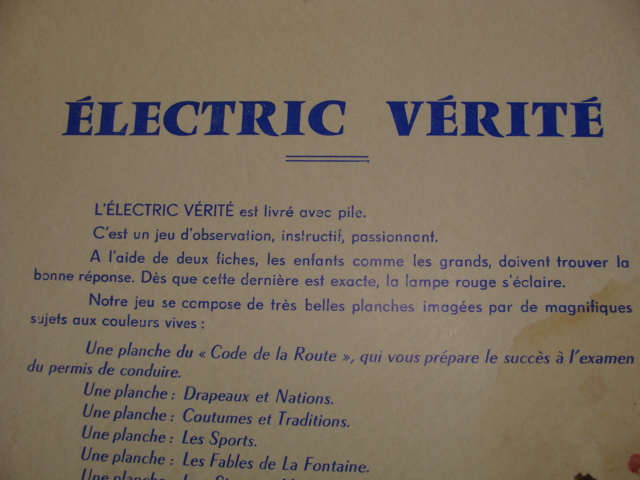 ÉLECTRIC VÉRITÉ
L'ÉLECTRIC VÉRITÉ est livré avec pile.
C'est un jeu d'observation, instructif, passionnant.
A l'aide de deux fiches, les enfants comme les grands, doivent trouver la
bonne réponse. Dès que cette dernière est exacte, la lampe rouge s'éclaire.
Notre jeu se compose de très belles planches imagées par de magnifiques
sujets aux couleurs vives :
Une planche du « Code de la Route », qui vous prépare le succès à l'examen
du permis de conduire.
Une planche : Drapeaux et Nations.
Une planche : Coutumes et Traditions.
Une planche : Les Sports.
Une planche : Les Fables de La Fontaine.
Une planche :